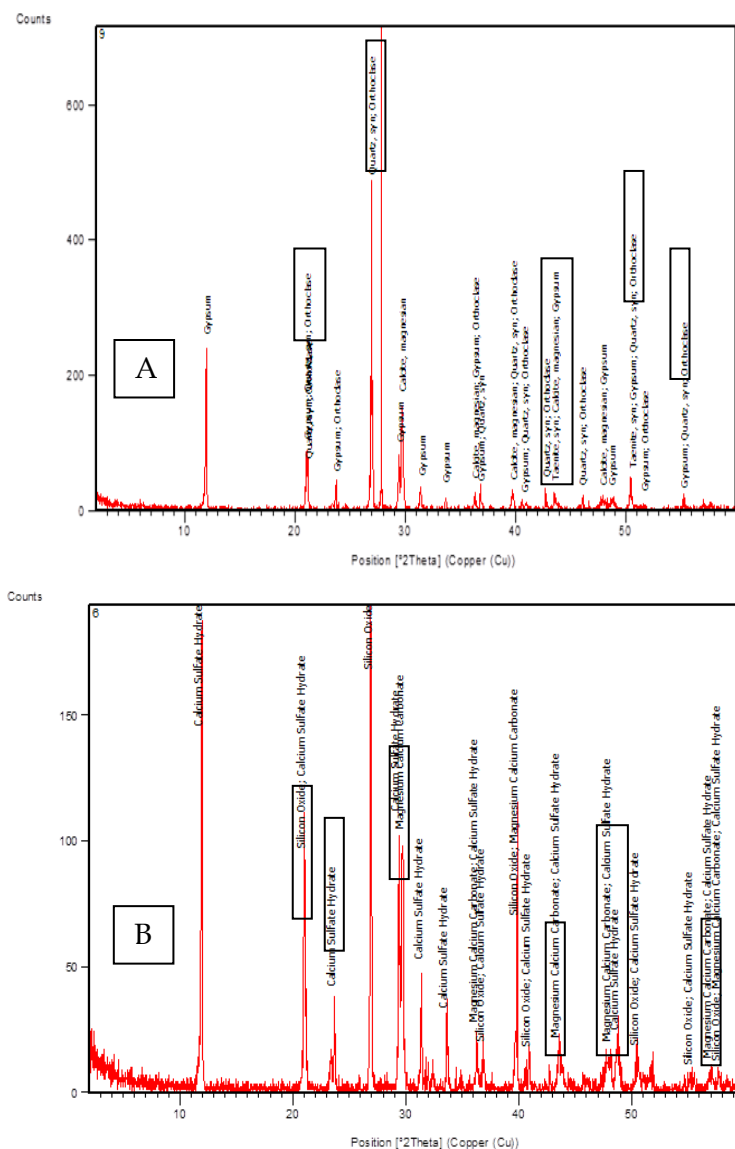 Counts
9
600
400
200
0
A
Gypsum
Gypsum; Orthoclase
Quartz, syn; Orthoclase
Gypsum
Calcite, magnesian
Gypsum
Gypsum
Calcite, magnesian; Gypsum; Orthoclase
Gypsum; Quartz, syn
Calcite, magnesian; Quartz, syn; Orthoclase
Gypsum; Quartz, syn; Orthoclase
Quartz, syn; Orthoclase
Taenite, syn; Calcite, magnesian; Gypsum
Quartz, syn; Orthoclase
Calcite, magnesian; Gypsum
Gypsum
Taenite, syn; Gypsum; Quartz, syn; Orthoclase
Gypsum; Orthoclase
Gypsum; Quartz, syn; Orthoclase
10 20 30 40 50
Position [°2Theta] (Copper (Cu))
Counts
6
150
100
50
0
B
Calcium Sulfate Hydrate
Silicon Oxide; Calcium Sulfate Hydrate
Calcium Sulfate Hydrate
Silicon Oxide
Calcium Sulfate Hydrate
Magnesium Calcium Carbonate
Calcium Sulfate Hydrate
Calcium Sulfate Hydrate
Magnesium Calcium Carbonate; Calcium Sulfate Hydrate
Silicon Oxide; Calcium Sulfate Hydrate
Silicon Oxide; Magnesium Calcium Carbonate
Silicon Oxide; Calcium Sulfate Hydrate
Magnesium Calcium Carbonate; Calcium Sulfate Hydrate
Magnesium Calcium Carbonate; Calcium Sulfate Hydrate
Calcium Sulfate Hydrate
Silicon Oxide; Calcium Sulfate Hydrate
Silicon Oxide; Calcium Sulfate Hydrate
Magnesium Calcium Carbonate; Calcium Sulfate Hydrate
Silicon Oxide; Magnesium Calcium Carbonate; Calcium Sulfate Hydrate
10 20 30 40 50
Position [°2Theta] (Copper (Cu))